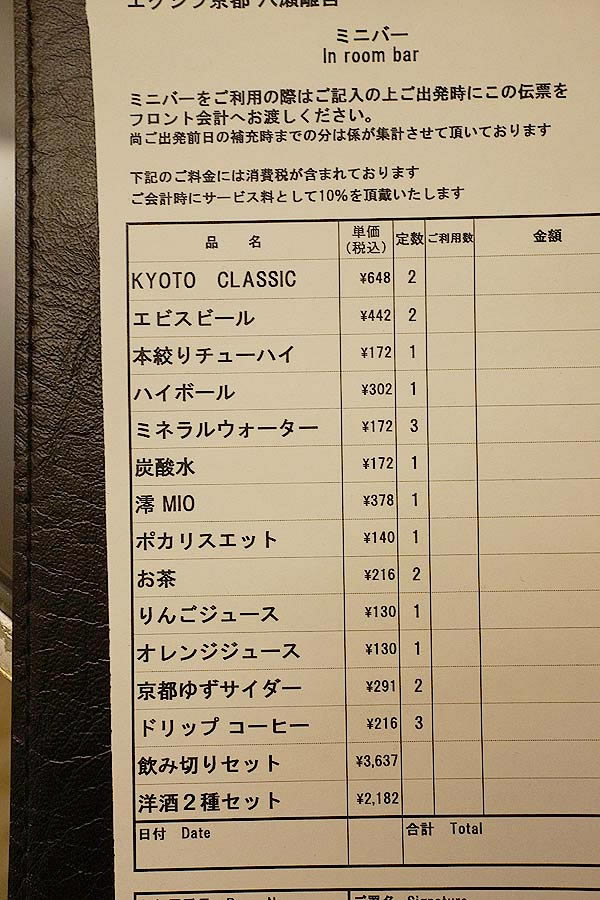 エクシブ京都 八瀬離宮
ミニバー
In room bar
ミニバーをご利用の際はご記入の上ご出発時にこの伝票を
フロント会計へお渡しください。
尚ご出発前日の補充時までの分は係が集計させて頂いております
下記のご料金には消費税が含まれております
ご会計時にサービス料として10%を頂戴いたします
品 名 単価(税込) 定数 ご利用数 金額
KYOTO CLASSIC ¥648 2
エビスビール ¥442 2
本絞りチューハイ ¥172 1
ハイボール ¥302 1
ミネラルウォーター ¥172 3
炭酸水 ¥172 1
澪 MIO ¥378 1
ポカリスエット ¥140 1
お茶 ¥216 2
りんごジュース ¥130 1
オレンジジュース ¥130 1
京都ゆずサイダー ¥291 2
ドリップ コーヒー ¥216 3
飲み切りセット ¥3,637
洋酒2種セット ¥2,182
日付 Date 合計 Total